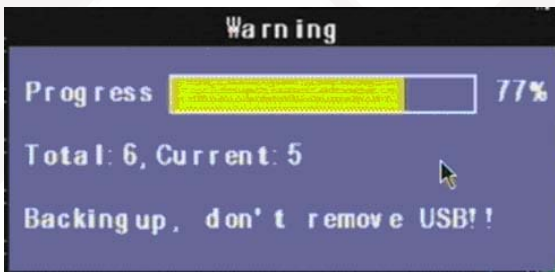 Warning
Progress 77%
Total: 6, Current: 5
Backing up, don't remove USB!!